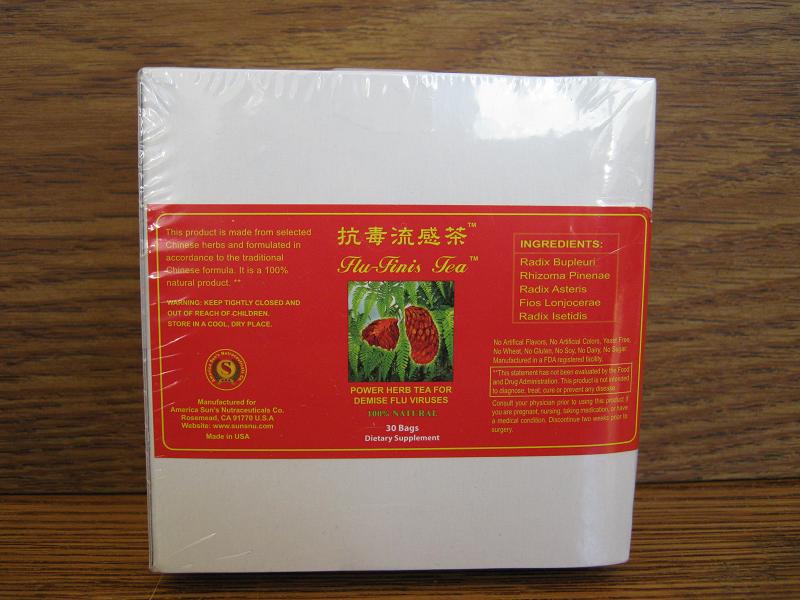 This product is made from selected
Chinese herbs and formulated in
accordance to the traditional
Chinese formula. It is a 100%
natural product. **
WARNING: KEEP TIGHTLY CLOSED AND
OUT OF REACH OF CHILDREN.
STORE IN A COOL, DRY PLACE.
America Sun's Nutraceuticals Co.
S
Manufactured for
America Sun's Nutraceuticals Co.
Rosemead, CA 91770 U.S.A
Website: www.sunsnu.com
Made in USA
抗毒流感茶™
Flu-Finis Tea™
POWER HERB TEA FOR
DEMISE FLU VIRUSES
100% NATURAL
30 Bags
Dietary Supplement
INGREDIENTS:
Radix Bupleuri
Rhizoma Pinenae
Radix Asteris
Fios Lonjocerae
Radix Isetidis
No Artifical Flavors, No Artificial Colors, Yeast Free,
No Wheat, No Gluten, No Soy, No Dairy, No Sugar.
Manufactured in a FDA registered facility.
**This statement has not been evaluated by the Food
and Drug Administration. This product is not intended
to diagnose, treat, cure or prevent any disease.
Consult your physician prior to using this product if
you are pregnant, nursing, taking medication, or have
a medical condition. Discontinue two weeks prior to
surgery.